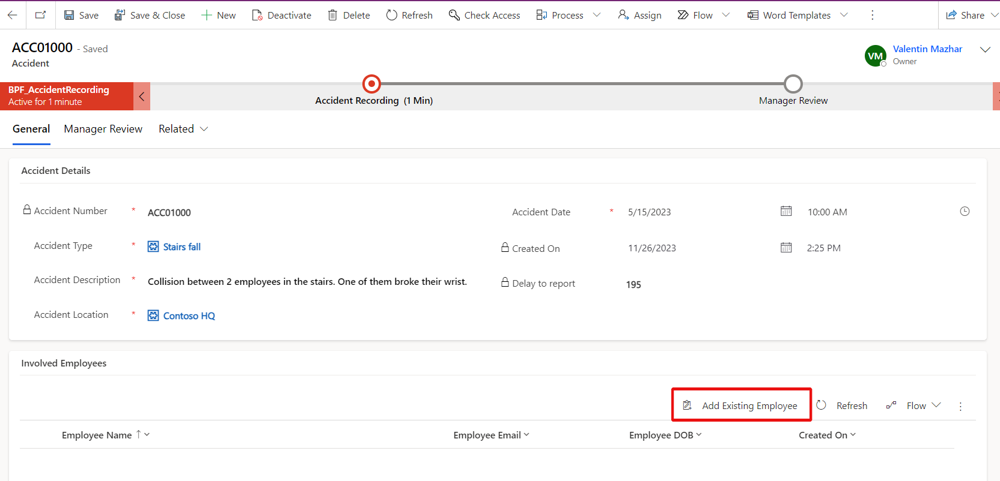 Save Save & Close New Deactivate Delete Refresh Check Access Process Assign Flow Word Templates Share
ACC01000 - Saved
Accident
VM Valentin Mazhar
Owner
BPF_AccidentRecording
Active for 1 minute
Accident Recording (1 Min) Manager Review
General Manager Review Related
Accident Details
Accident Number * ACC01000 Accident Date * 5/15/2023 10:00 AM
Accident Type * Stairs fall Created On 11/26/2023 2:25 PM
Accident Description * Collision between 2 employees in the stairs. One of them broke their wrist. Delay to report 195
Accident Location * Contoso HQ
Involved Employees
Add Existing Employee Refresh Flow
Employee Name ↑ Employee Email Employee DOB Created On